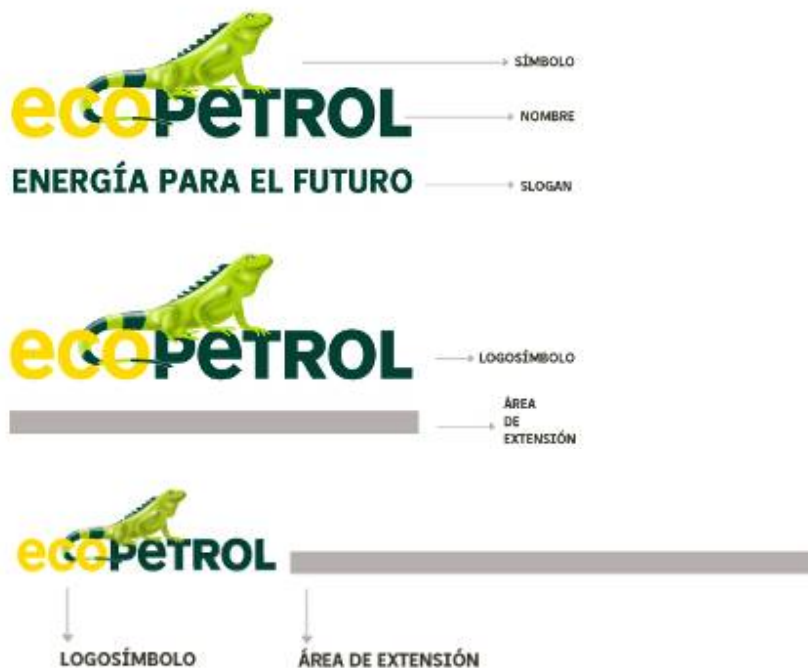 SÍMBOLO
ecoPeTROL
NOMBRE
ENERGÍA PARA EL FUTURO
SLOGAN
ecoPeTROL
LOGOSÍMBOLO
ÁREA
DE
EXTENSIÓN
ecoPeTROL
LOGOSÍMBOLO
ÁREA DE EXTENSIÓN